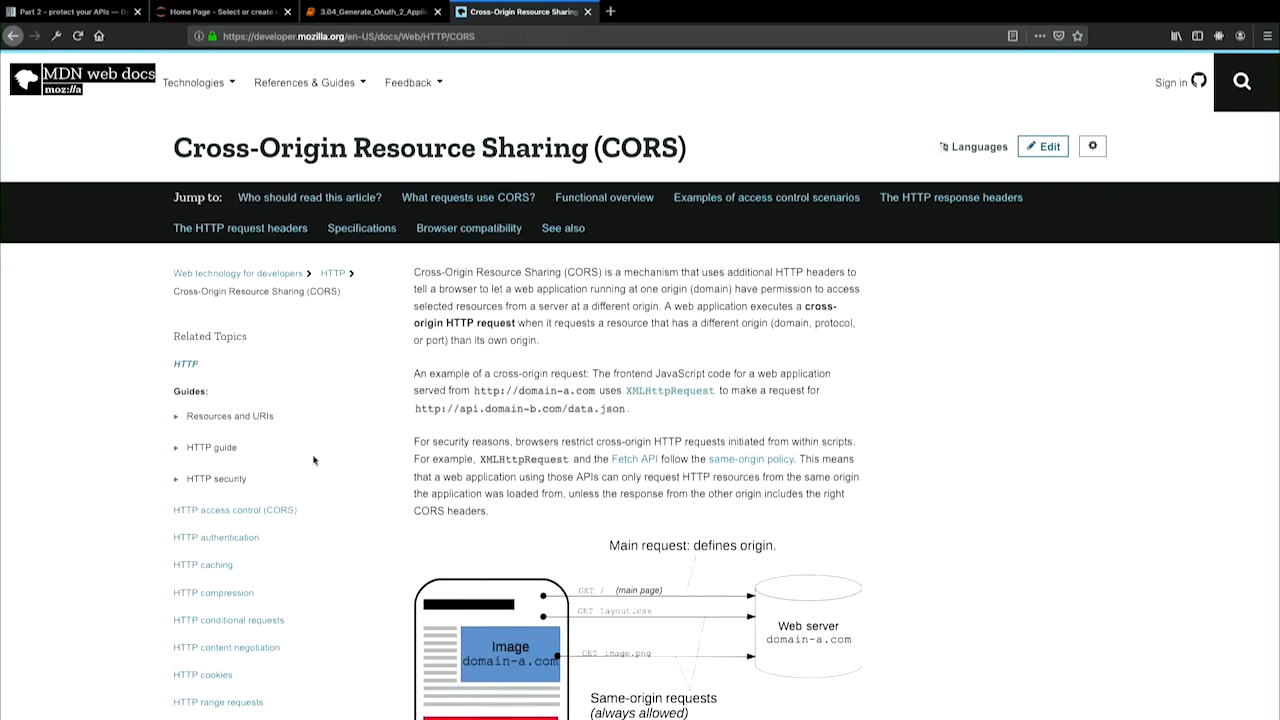 Part 2 - protect your APIs — D
Home Page - Select or create
3.04_Generate_OAuth_2_Appli
Cross-Origin Resource Sharing
https://developer.mozilla.org/en-US/docs/Web/HTTP/CORS
MDN web docs
moz://a
Technologies
References & Guides
Feedback
Sign in
Cross-Origin Resource Sharing (CORS)
Languages
Edit
Jump to: Who should read this article? What requests use CORS? Functional overview Examples of access control scenarios The HTTP response headers
The HTTP request headers Specifications Browser compatibility See also
Web technology for developers HTTP
Cross-Origin Resource Sharing (CORS)
Related Topics
HTTP
Guides:
Resources and URIs
HTTP guide
HTTP security
HTTP access control (CORS)
HTTP authentication
HTTP caching
HTTP compression
HTTP conditional requests
HTTP content negotiation
HTTP cookies
HTTP range requests
Cross-Origin Resource Sharing (CORS) is a mechanism that uses additional HTTP headers to
tell a browser to let a web application running at one origin (domain) have permission to access
selected resources from a server at a different origin. A web application executes a cross-
origin HTTP request when it requests a resource that has a different origin (domain, protocol,
or port) than its own origin.
An example of a cross-origin request: The frontend JavaScript code for a web application
served from http://domain-a.com uses XMLHttpRequest to make a request for
http://api.domain-b.com/data.json.
For security reasons, browsers restrict cross-origin HTTP requests initiated from within scripts.
For example, XMLHttpRequest and the Fetch API follow the same-origin policy. This means
that a web application using those APIs can only request HTTP resources from the same origin
the application was loaded from, unless the response from the other origin includes the right
CORS headers.
Main request: defines origin.
GET / (main page)
GET layout.css
Image
domain-a.com
GET image.png
Web server
domain-a.com
Same-origin requests
(always allowed)